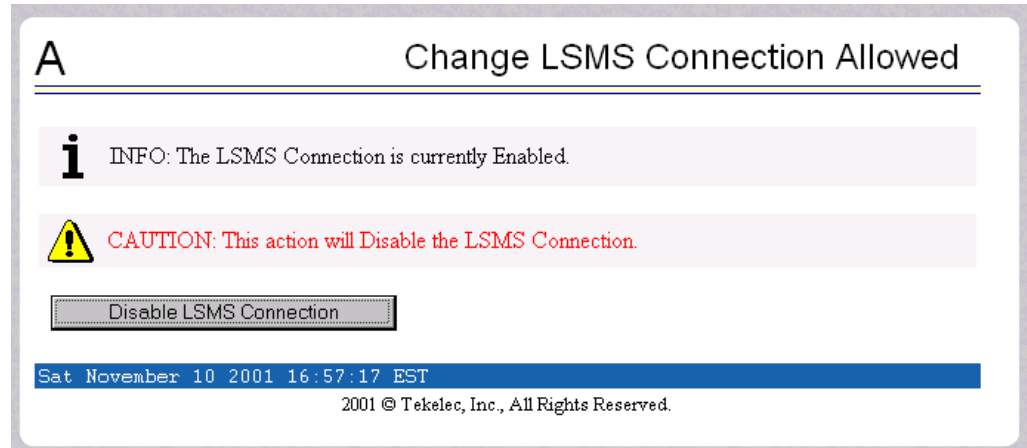 A
Change LSMS Connection Allowed
i
INFO: The LSMS Connection is currently Enabled.
CAUTION: This action will Disable the LSMS Connection.
Disable LSMS Connection
Sat November 10 2001 16:57:17 EST
2001 © Tekelec, Inc., All Rights Reserved.